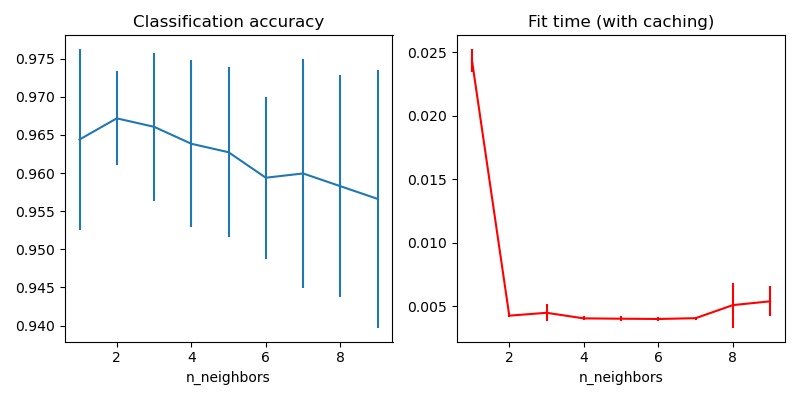 Classification accuracy
0.975
0.970
0.965
0.960
0.955
0.950
0.945
0.940
2 4 6 8
n_neighbors
Fit time (with caching)
0.025
0.020
0.015
0.010
0.005
2 4 6 8
n_neighbors